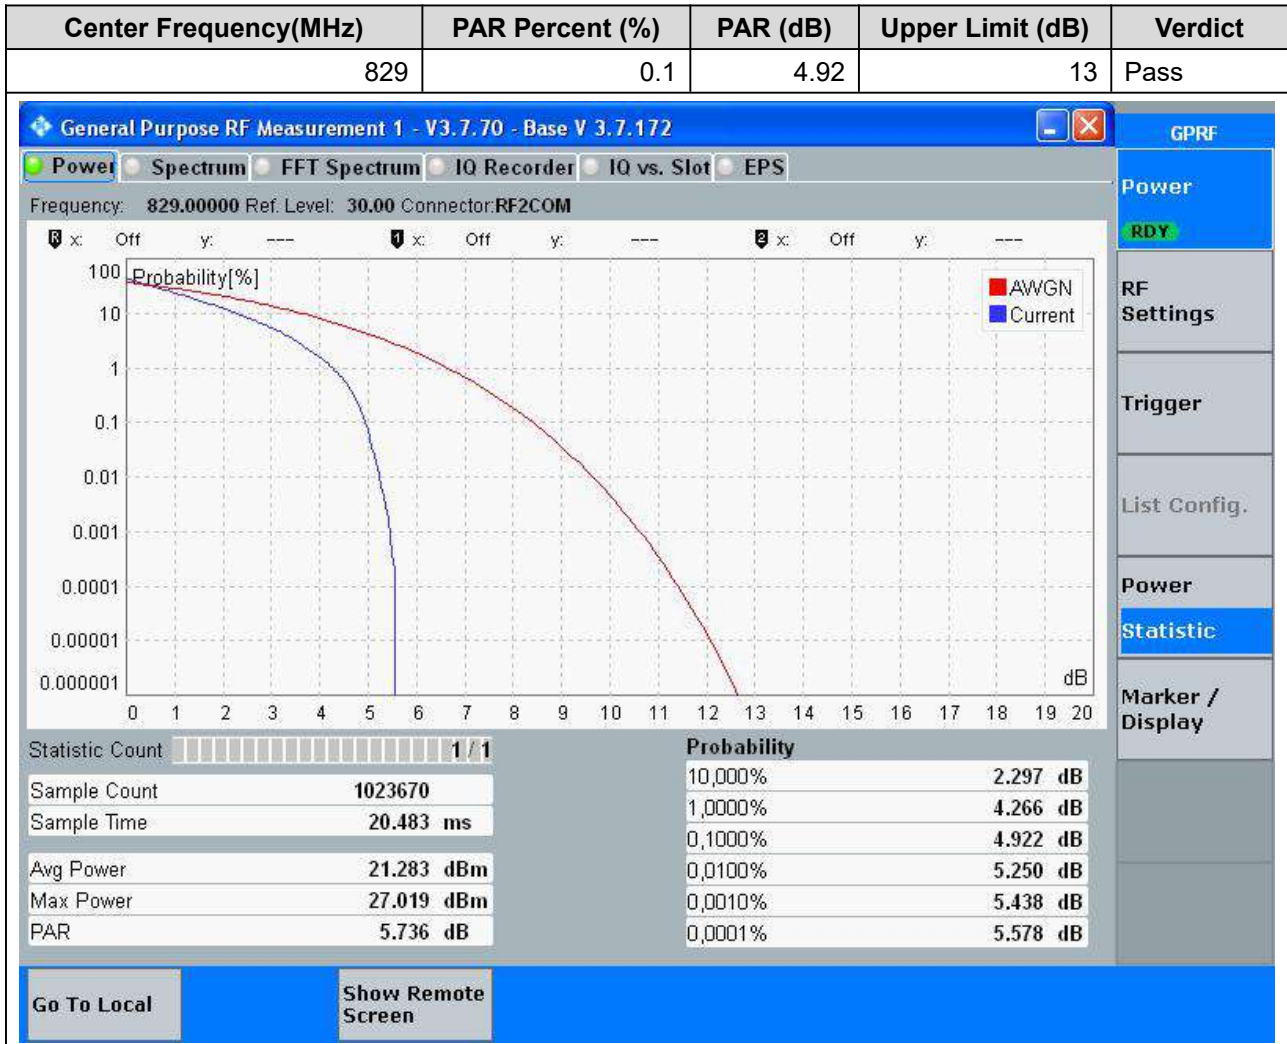 Center Frequency(MHz) PAR Percent (%) PAR (dB) Upper Limit (dB) Verdict
829 0.1 4.92 13 Pass
General Purpose RF Measurement 1 - V3.7.70 - Base V 3.7.172
GPRF
Power Spectrum FFT Spectrum IQ Recorder IQ vs. Slot EPS
Power
RDY
Frequency: 829.00000 Ref. Level: 30.00 Connector:RF2COM
R x: Off y: --- 1 x: Off y: --- 2 x: Off y: ---
Probability[%]
AWGN
Current
100
10
1
0.1
0.01
0.001
0.0001
0.00001
0.000001
dB
0 1 2 3 4 5 6 7 8 9 10 11 12 13 14 15 16 17 18 19 20
RF
Settings
Trigger
List Config.
Power
Statistic
Marker /
Display
Statistic Count 1 / 1
Sample Count 1023670
Sample Time 20.483 ms
Avg Power 21.283 dBm
Max Power 27.019 dBm
PAR 5.736 dB
Probability
10,000% 2.297 dB
1,0000% 4.266 dB
0,1000% 4.922 dB
0,0100% 5.250 dB
0,0010% 5.438 dB
0,0001% 5.578 dB
Go To Local
Show Remote
Screen